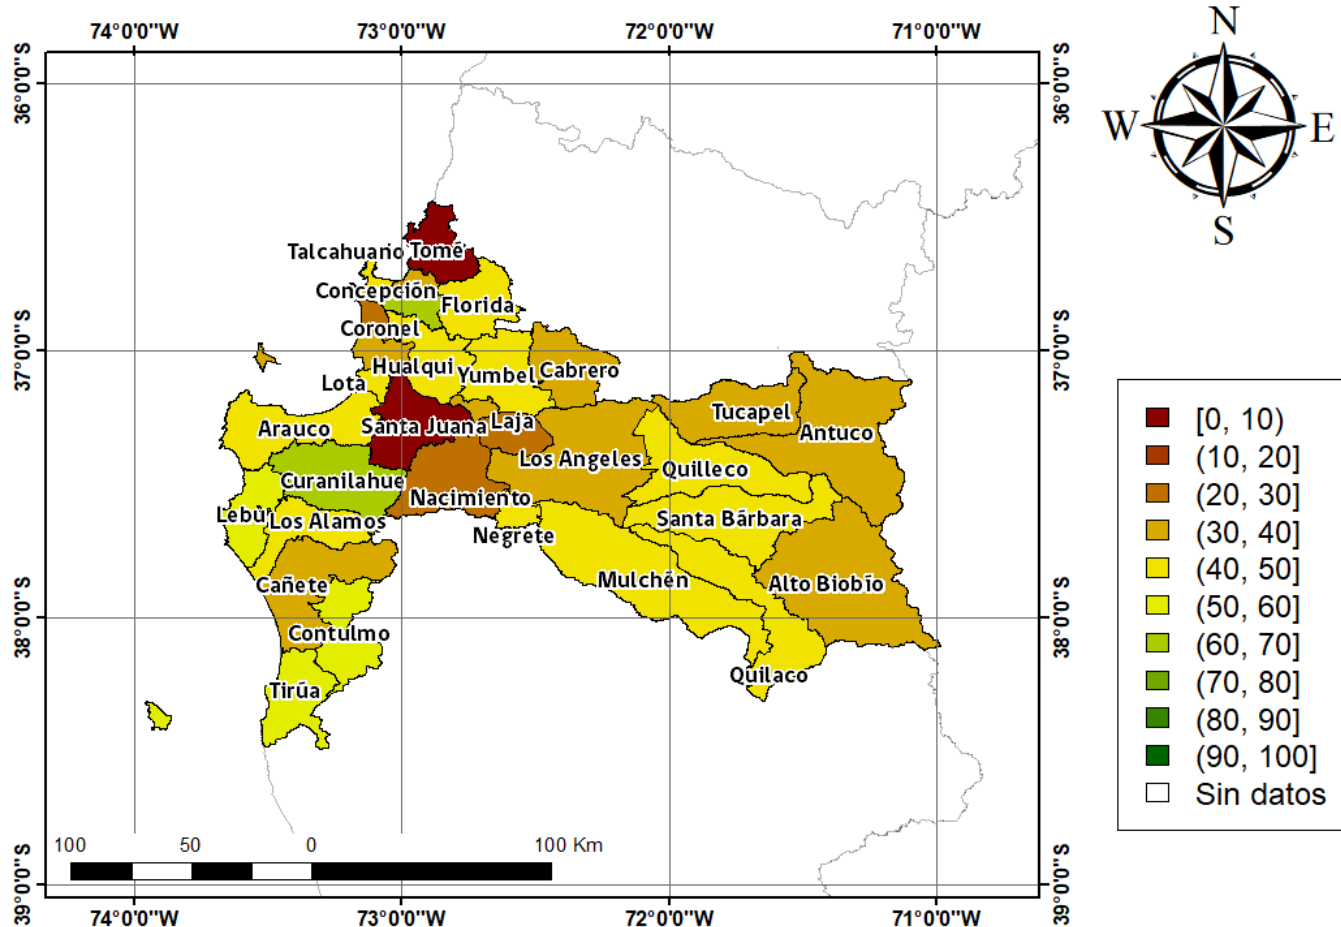 74°0'0"W 73°0'0"W 72°0'0"W 71°0'0"W
N
W E
S
36°0'0"S 36°0'0"S
Talcahuano Tomé
Concepción
Florida
Coronel
37°0'0"S 37°0'0"S
Hualqui
Yumbel
Cabrero
Lota
Tucapel
Laja
Santa Juana
Arauco
Antuco
Los Angeles
Quilleco
Curanilahue
Nacimiento
Lebu
Los Alamos
Santa Bárbara
Negrete
Mulchén
Cañete
Alto Biobío
38°0'0"S 38°0'0"S
Contulmo
Quilaco
Tirúa
100 50 0 100 Km
39°0'0"S 39°0'0"S
74°0'0"W 73°0'0"W 72°0'0"W 71°0'0"W
[0, 10)
(10, 20]
(20, 30]
(30, 40]
(40, 50]
(50, 60]
(60, 70]
(70, 80]
(80, 90]
(90, 100]
Sin datos